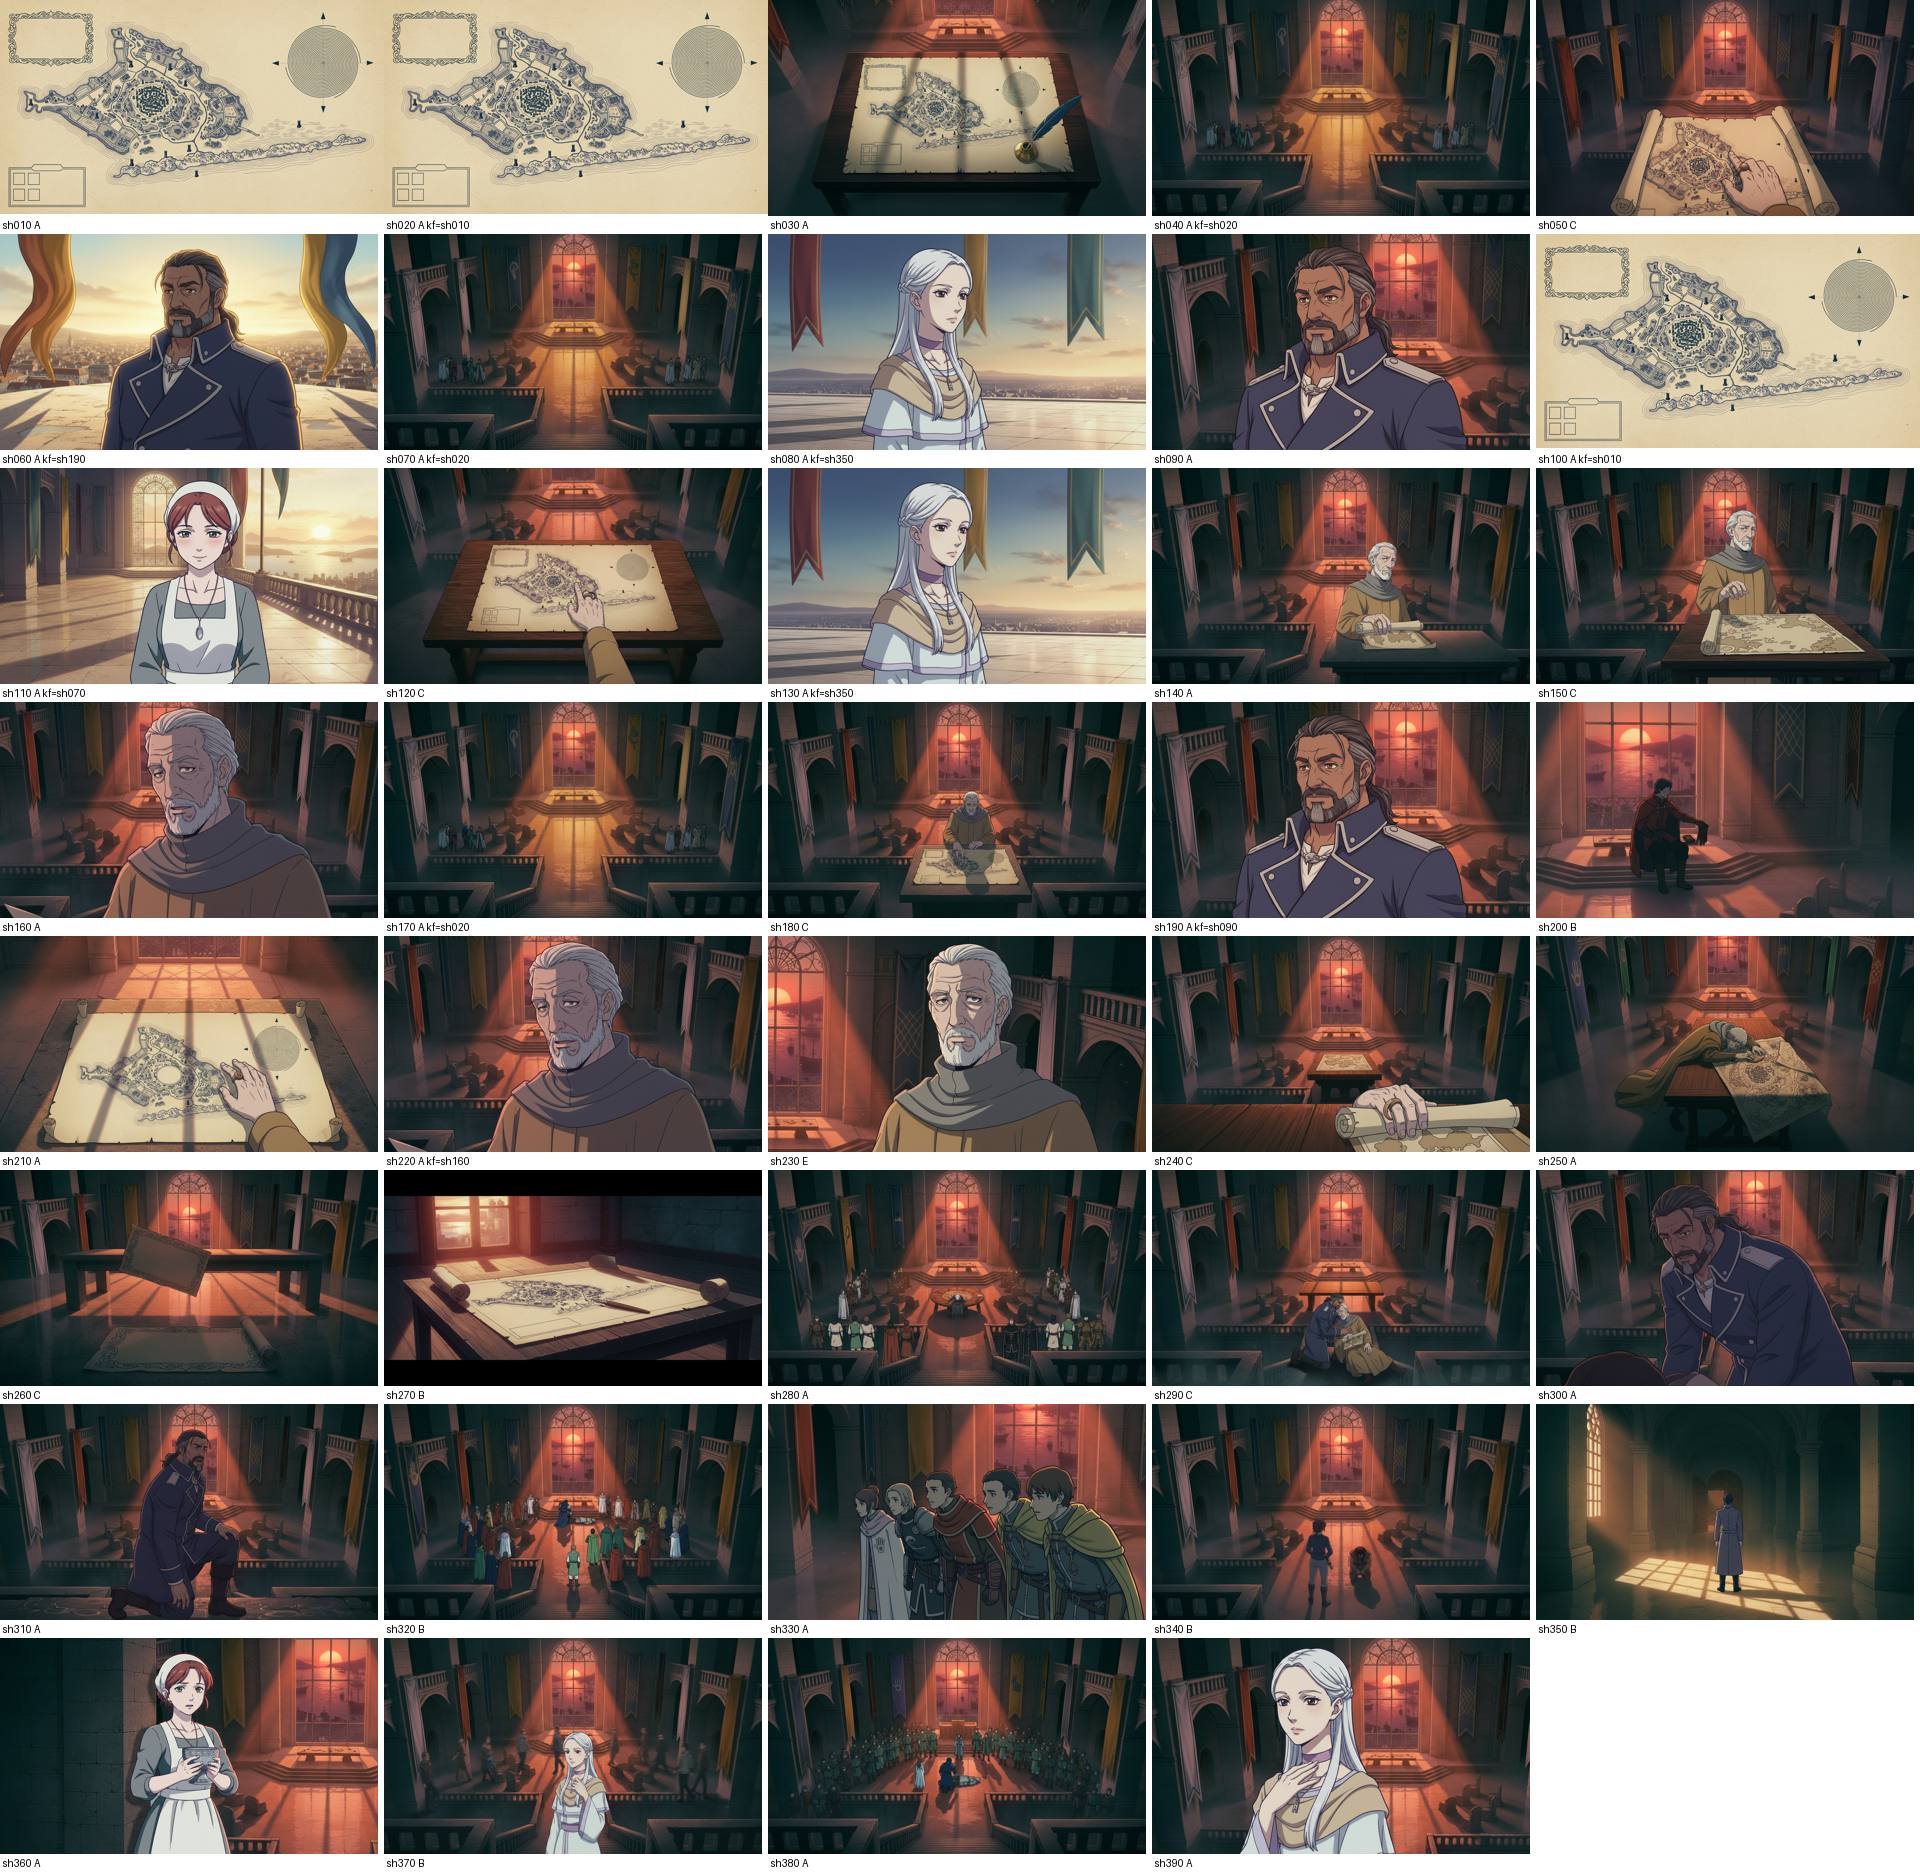 sh010 A
sh020 A kf=sh010
sh030 A
sh040 A kf=sh020
sh050 C
sh060 A kf=sh190
sh070 A kf=sh020
sh080 A kf=sh350
sh090 A
sh100 A kf=sh010
sh110 A kf=sh070
sh120 C
sh130 A kf=sh350
sh140 A
sh150 C
sh160 A
sh170 A kf=sh020
sh180 C
sh190 A kf=sh090
sh200 B
sh210 A
sh220 A kf=sh160
sh230 E
sh240 C
sh250 A
sh260 C
sh270 B
sh280 A
sh290 C
sh300 A
sh310 A
sh320 B
sh330 A
sh340 B
sh350 B
sh360 A
sh370 B
sh380 A
sh390 A